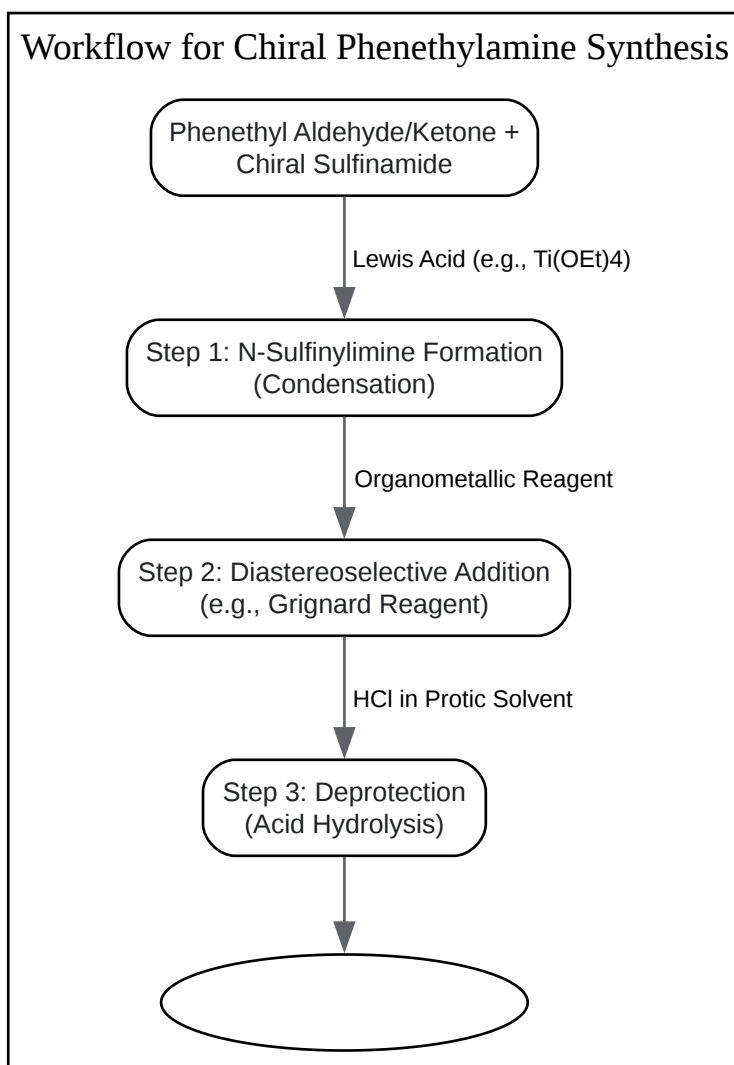 Workflow for Chiral Phenethylamine Synthesis
Phenethyl Aldehyde/Ketone +
Chiral Sulfinamide
Lewis Acid (e.g., Ti(OEt)4)
Step 1: N-Sulfinylimine Formation
(Condensation)
Organometallic Reagent
Step 2: Diastereoselective Addition
(e.g., Grignard Reagent)
HCl in Protic Solvent
Step 3: Deprotection
(Acid Hydrolysis)